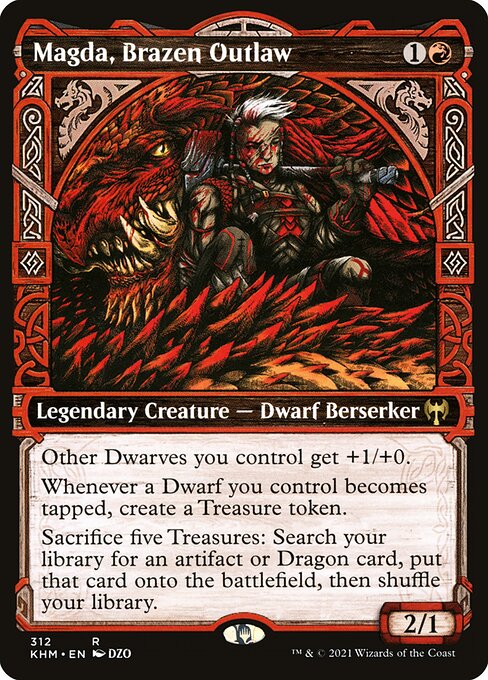 Magda, Brazen Outlaw 1
Legendary Creature — Dwarf Berserker
Other Dwarves you control get +1/+0.
Whenever a Dwarf you control becomes
tapped, create a Treasure token.
Sacrifice five Treasures: Search your
library for an artifact or Dragon card, put
that card onto the battlefield, then shuffle
your library.
2/1
312 R
KHM • EN DZO
™ & © 2021 Wizards of the Coast